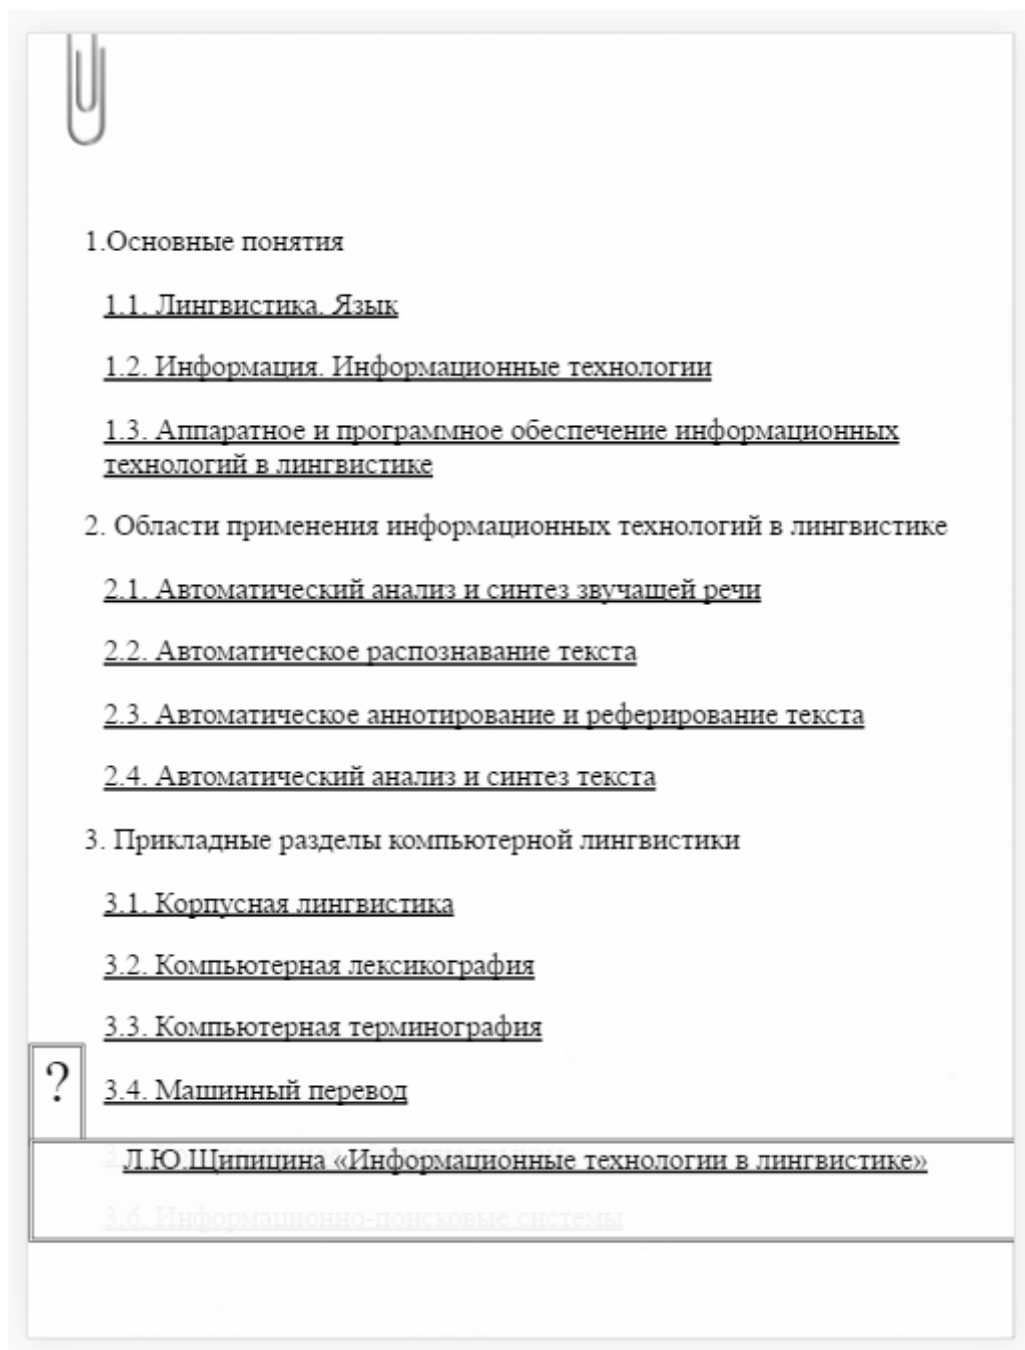 1.Основные понятия
1.1. Лингвистика. Язык
1.2. Информация. Информационные технологии
1.3. Аппаратное и программное обеспечение информационных
технологий в лингвистике
2. Области применения информационных технологий в лингвистике
2.1. Автоматический анализ и синтез звучащей речи
2.2. Автоматическое распознавание текста
2.3. Автоматическое аннотирование и реферирование текста
2.4. Автоматический анализ и синтез текста
3. Прикладные разделы компьютерной лингвистики
3.1. Корпусная лингвистика
3.2. Компьютерная лексикография
3.3. Компьютерная терминография
?
3.4. Машинный перевод
Л.Ю.Щипицина «Информационные технологии в лингвистике»
3.6. Информационно-поисковые системы